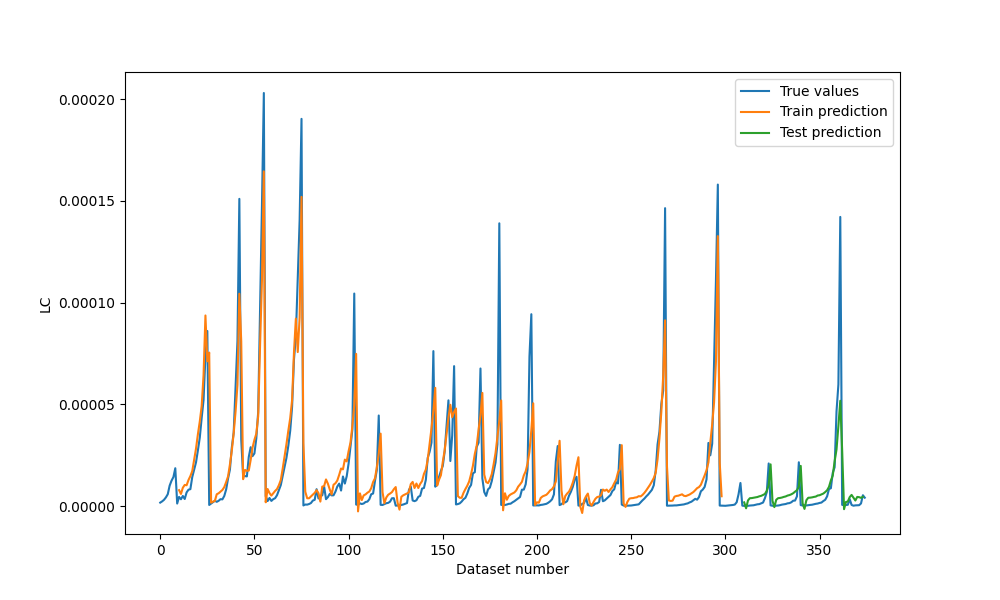 True values
Train prediction
Test prediction
0.00020
0.00015
0.00010
0.00005
0.00000
LC
0
50
100
150
200
250
300
350
Dataset number